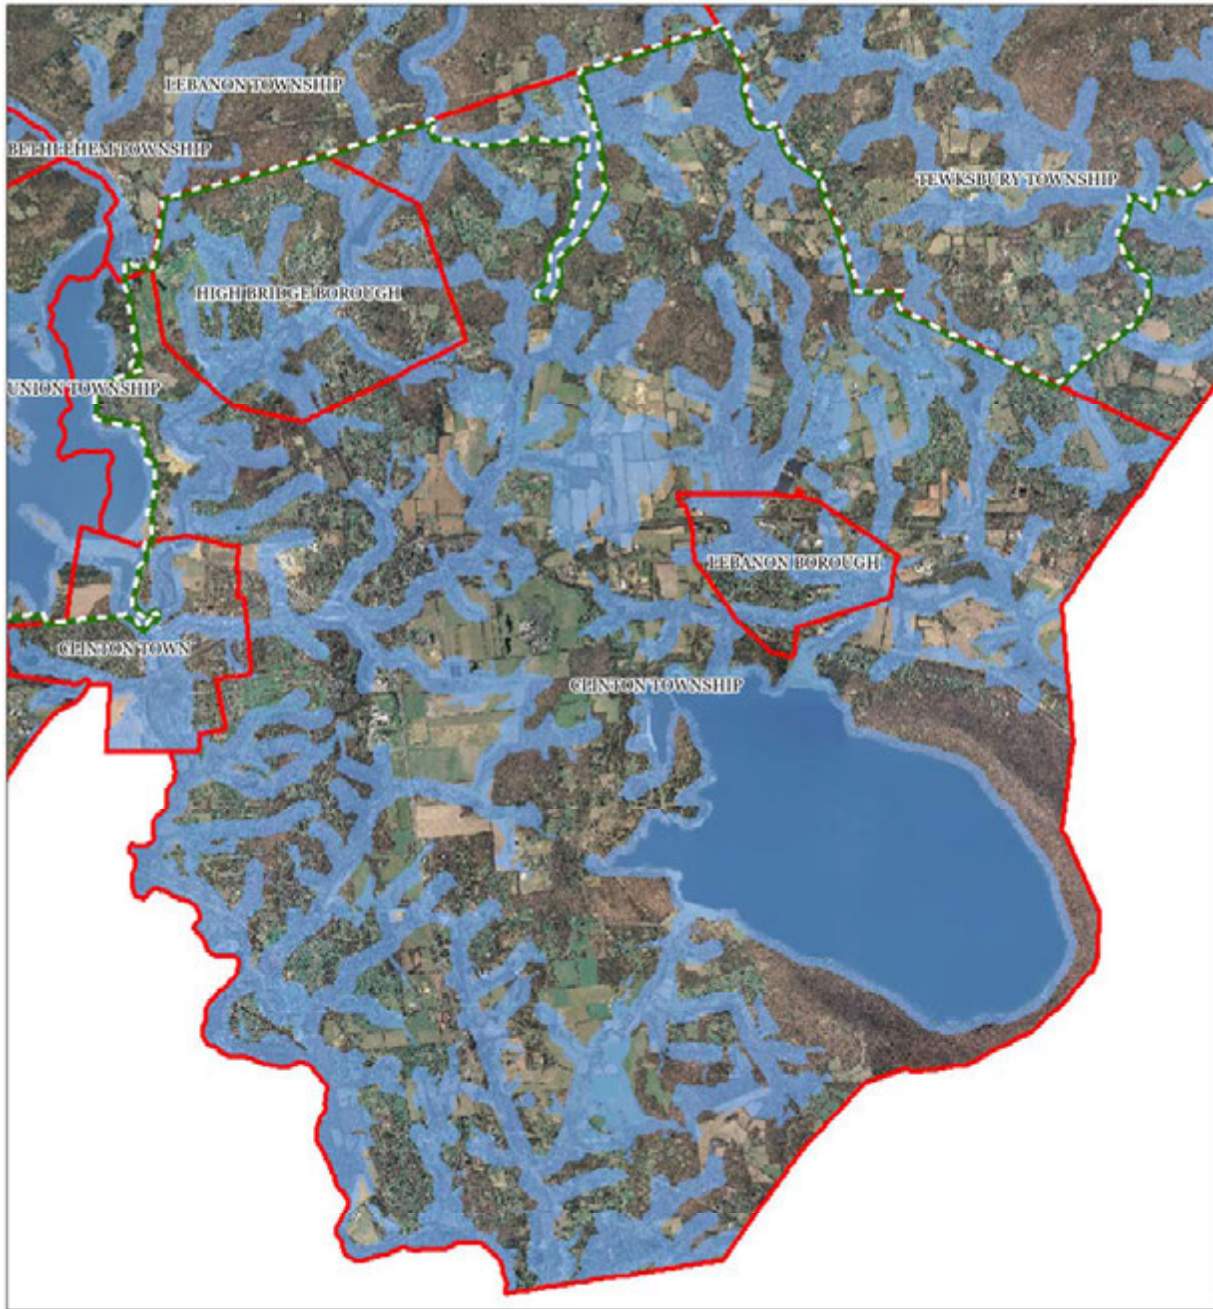 LEBANON TOWNSHIP
BETHLEHEM TOWNSHIP
TEWKSBURY TOWNSHIP
HIGH BRIDGE BOROUGH
UNION TOWNSHIP
LEBANON BOROUGH
CLINTON TOWN
CLINTON TOWNSHIP